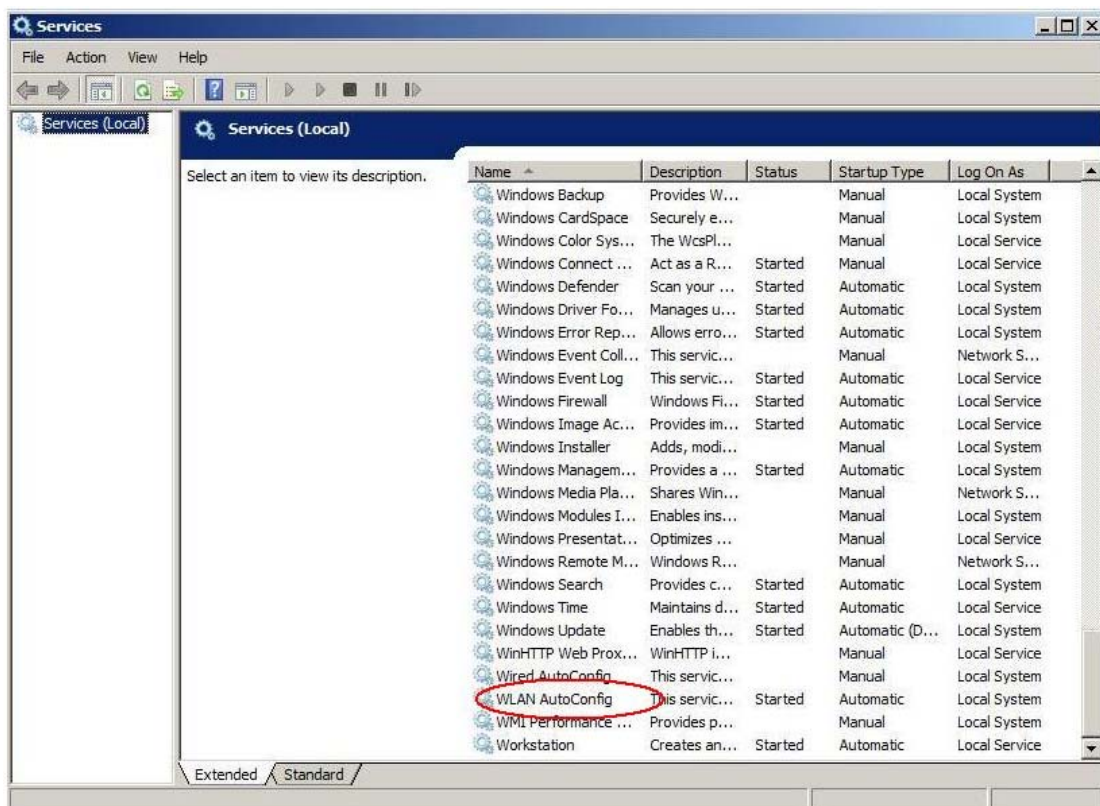 Services
File Action View Help
Services (Local)
Services (Local)
Select an item to view its description.
Name Description Status Startup Type Log On As
Windows Backup Provides W... Manual Local System
Windows CardSpace Securely e... Manual Local System
Windows Color Sys... The WcsPl... Manual Local Service
Windows Connect ... Act as a R... Started Manual Local Service
Windows Defender Scan your ... Started Automatic Local System
Windows Driver Fo... Manages u... Started Automatic Local System
Windows Error Rep... Allows erro... Started Automatic Local System
Windows Event Coll... This servic... Manual Network S...
Windows Event Log This servic... Started Automatic Local Service
Windows Firewall Windows Fi... Started Automatic Local Service
Windows Image Ac... Provides im... Started Automatic Local Service
Windows Installer Adds, modi... Manual Local System
Windows Managem... Provides a ... Started Automatic Local System
Windows Media Pla... Shares Win... Manual Network S...
Windows Modules I... Enables ins... Manual Local System
Windows Presentat... Optimizes ... Manual Local Service
Windows Remote M... Windows R... Manual Network S...
Windows Search Provides c... Started Automatic Local System
Windows Time Maintains d... Started Automatic Local Service
Windows Update Enables th... Started Automatic (D... Local System
WinHTTP Web Prox... WinHTTP i... Manual Local Service
Wired AutoConfig This servic... Manual Local System
WLAN AutoConfig This servic... Started Automatic Local System
WMI Performance ... Provides p... Manual Local System
Workstation Creates an... Started Automatic Local Service
Extended Standard